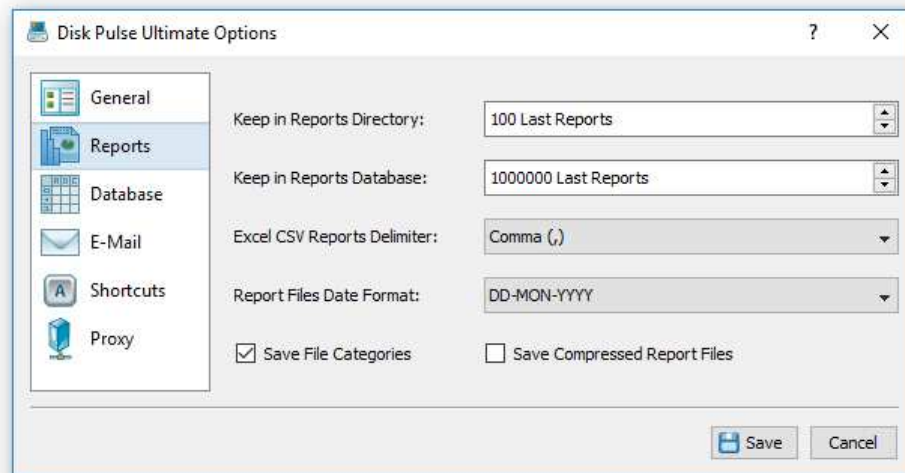 Disk Pulse Ultimate Options
General
Reports
Database
E-Mail
Shortcuts
Proxy
Keep in Reports Directory: 100 Last Reports
Keep in Reports Database: 1000000 Last Reports
Excel CSV Reports Delimiter: Comma (,)
Report Files Date Format: DD-MON-YYYY
Save File Categories Save Compressed Report Files
Save Cancel